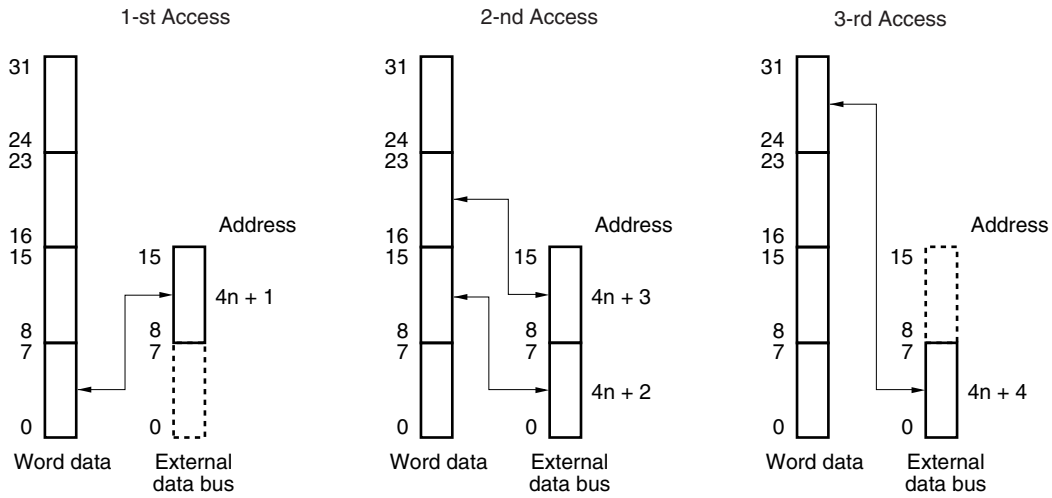 1-st Access
31
24
23
16
15
8
7
0
Word data
Address
15
8
7
0
4n + 1
External
data bus
2-nd Access
31
24
23
16
15
8
7
0
Word data
Address
15
8
7
0
4n + 3
4n + 2
External
data bus
3-rd Access
31
24
23
16
15
8
7
0
Word data
Address
15
8
7
0
4n + 4
External
data bus